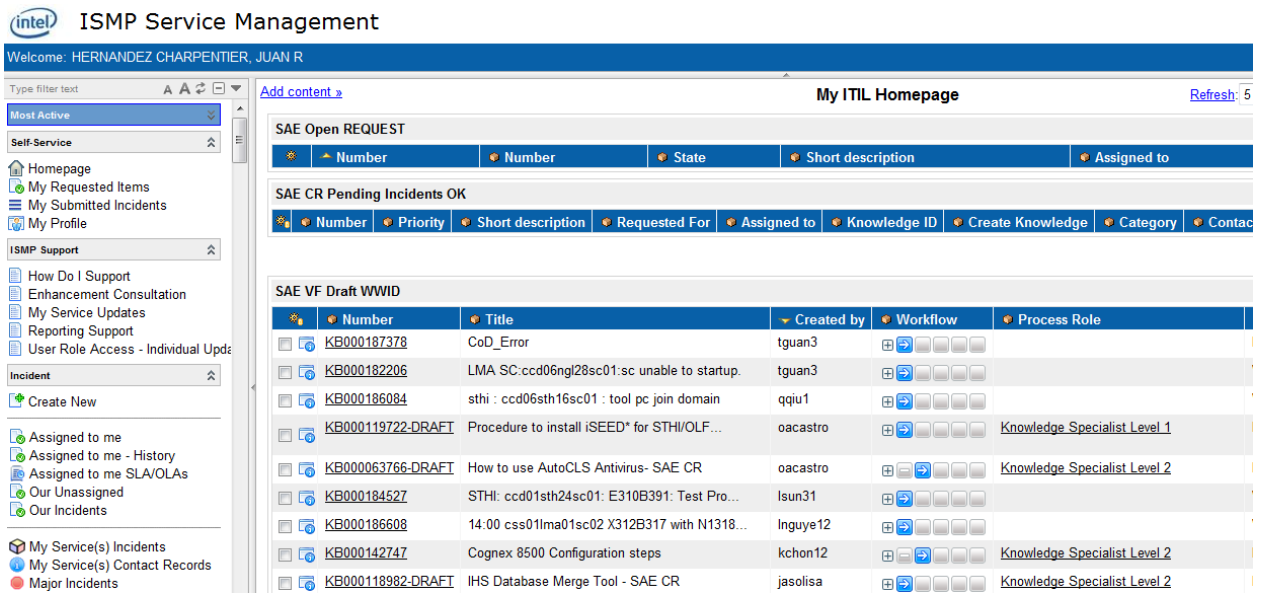 intel ISMP Service Management
Welcome: HERNANDEZ CHARPENTIER, JUAN R
Type filter text A A
Most Active
Self-Service
Homepage
My Requested Items
My Submitted Incidents
My Profile
ISMP Support
How Do I Support
Enhancement Consultation
My Service Updates
Reporting Support
User Role Access - Individual Upda
Incident
Create New
Assigned to me
Assigned to me - History
Assigned to me SLA/OLAs
Our Unassigned
Our Incidents
My Service(s) Incidents
My Service(s) Contact Records
Major Incidents
Add content » My ITIL Homepage Refresh: 5
SAE Open REQUEST
Number Number State Short description Assigned to
SAE CR Pending Incidents OK
Number Priority Short description Requested For Assigned to Knowledge ID Create Knowledge Category Contac
SAE VF Draft WWID
Number Title Created by Workflow Process Role
KB000187378 CoD_Error tguan3
KB000182206 LMA SC:ccd06ngl28sc01:sc unable to startup. tguan3
KB000186084 sthi : ccd06sth16sc01 : tool pc join domain qqiu1
KB000119722-DRAFT Procedure to install iSEED* for STHI/OLF... oacastro Knowledge Specialist Level 1
KB000063766-DRAFT How to use AutoCLS Antivirus- SAE CR oacastro Knowledge Specialist Level 2
KB000184527 STHI: ccd01sth24sc01: E310B391: Test Pro... lsun31
KB000186608 14:00 css01lma01sc02 X312B317 with N1318... lnguye12
KB000142747 Cognex 8500 Configuration steps kchon12 Knowledge Specialist Level 2
KB000118982-DRAFT IHS Database Merge Tool - SAE CR jasolisa Knowledge Specialist Level 2